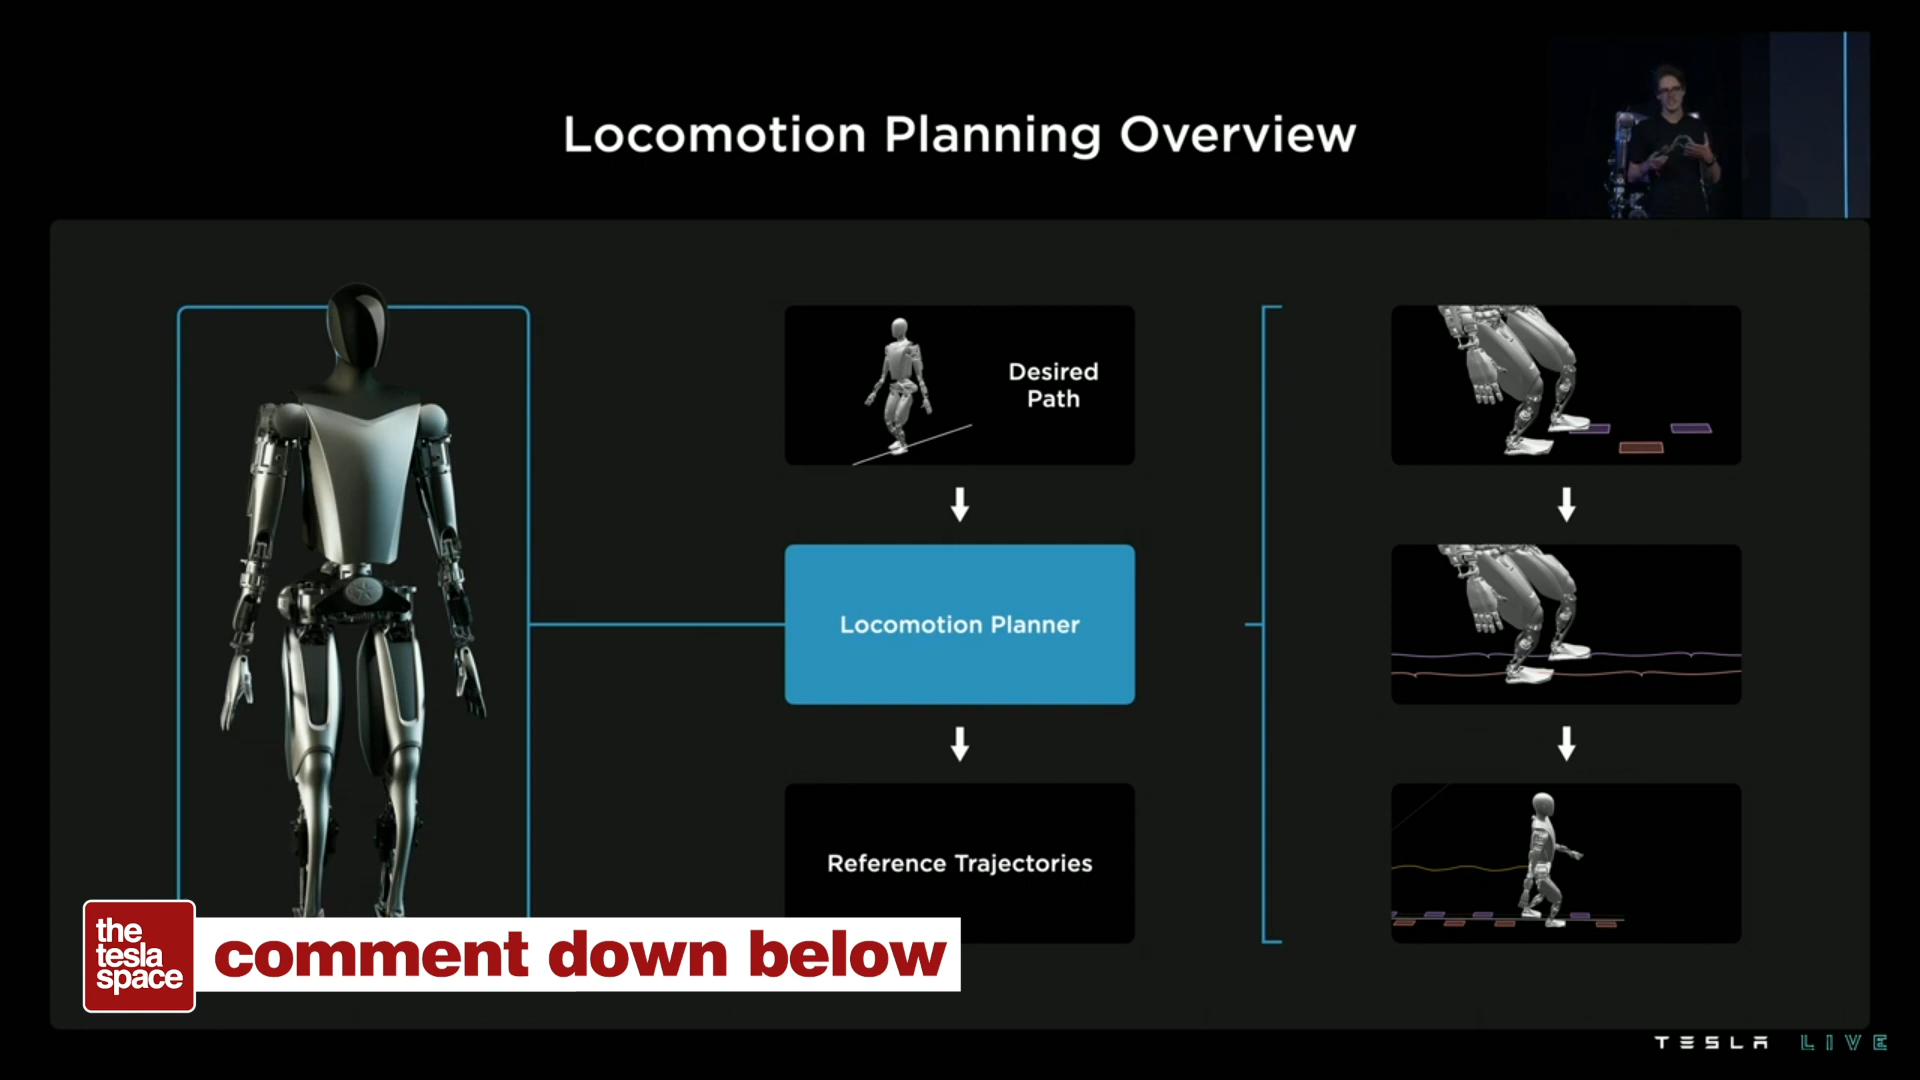 Locomotion Planning Overview
Desired
Path
Locomotion Planner
Reference Trajectories
the
tesla
space
comment down below
TESLA LIVE